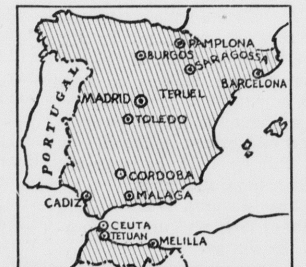 PAMPLONA
BURGOS
SARAGOSSA
BARCELONA
PORTUGAL
MADRID
TERUEL
TOLEDO
CORDOBA
CADIZ
MALAGA
CEUTA
TETUAN
MELILLA